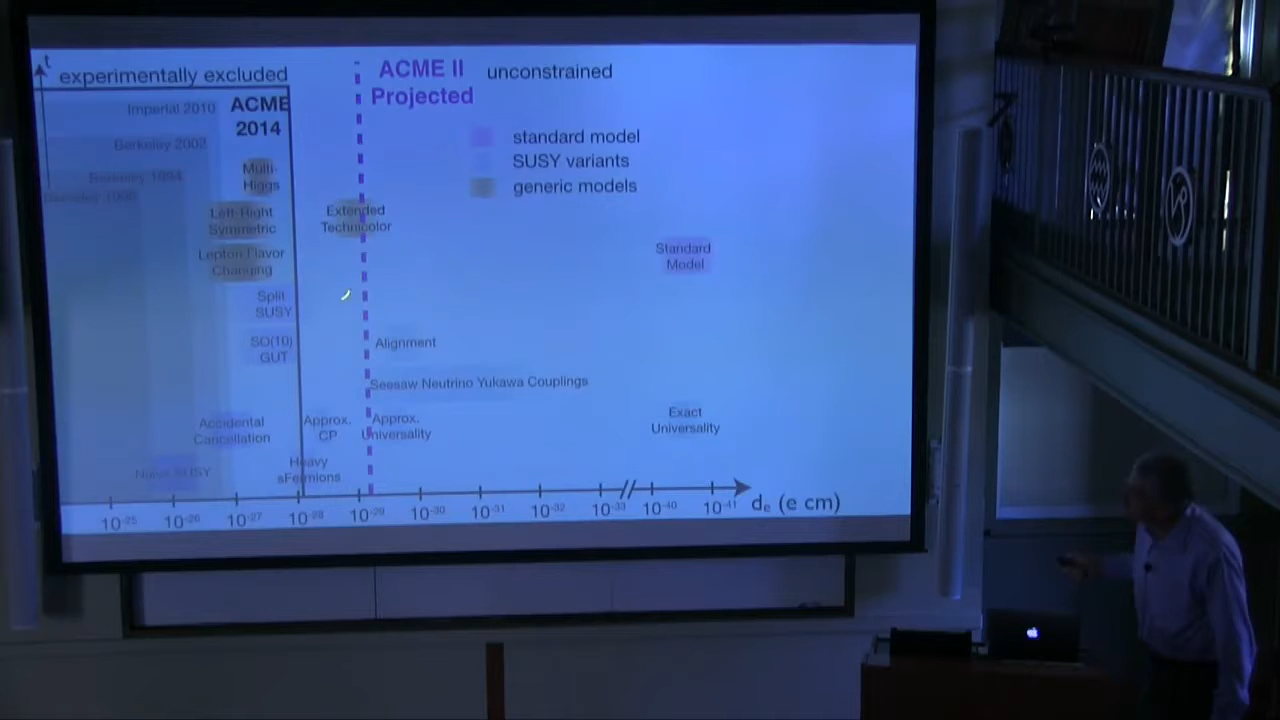 t
experimentally excluded
ACME II
Projected
unconstrained
Imperial 2010
ACME
2014
Berkeley 2002
Berkeley 1994
Berkeley 1990
standard model
SUSY variants
generic models
Multi-
Higgs
Left-Right
Symmetric
Extended
Technicolor
Lepton Flavor
Changing
Standard
Model
Split
SUSY
SO(10)
GUT
Alignment
Seesaw Neutrino Yukawa Couplings
Accidental
Cancellation
Approx.
CP
Approx.
Universality
Exact
Universality
Heavy
sFermions
Naive SUSY
10-25 10-26 10-27 10-28 10-29 10-30 10-31 10-32 10-33 10-40 10-41 de (e cm)